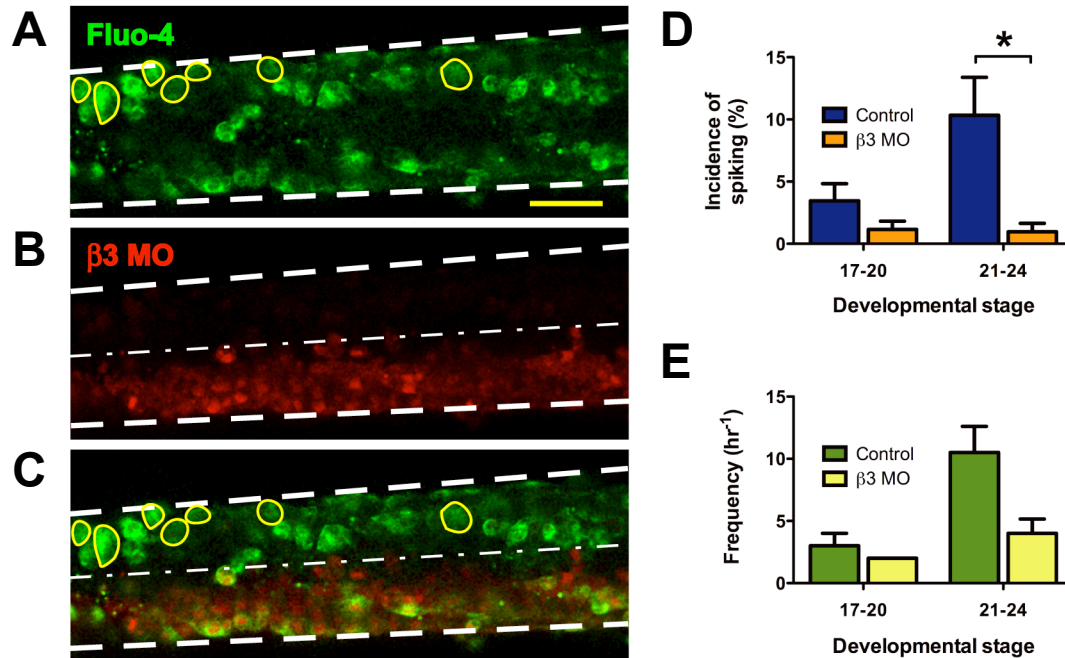 A
Fluo-4
B
β3 MO
C
D
Incidence of
spiking (%)
15
10
5
0
Control
β3 MO
*
17-20
21-24
Developmental stage
E
Frequency (hr⁻¹)
15
10
5
0
Control
β3 MO
17-20
21-24
Developmental stage